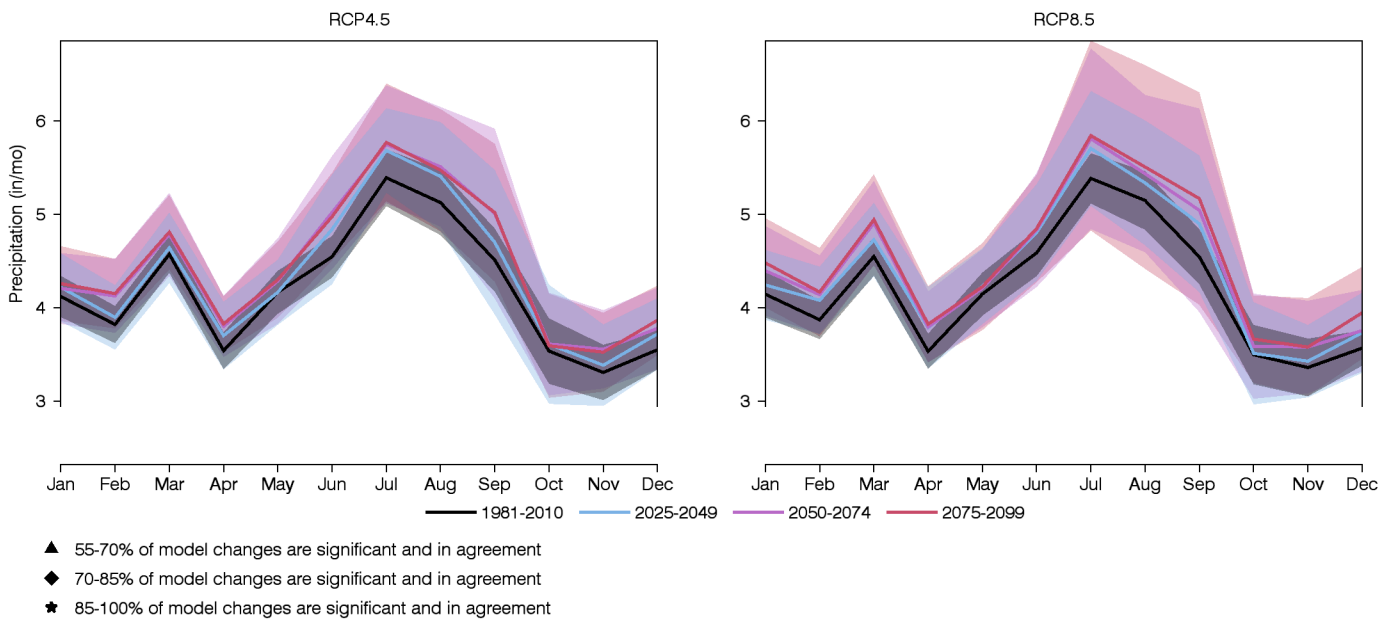 RCP4.5
RCP8.5
Precipitation (in/mo)
6
5
4
3
6
5
4
3
Jan Feb Mar Apr May Jun Jul Aug Sep Oct Nov Dec
Jan Feb Mar Apr May Jun Jul Aug Sep Oct Nov Dec
1981-2010 2025-2049 2050-2074 2075-2099
55-70% of model changes are significant and in agreement
70-85% of model changes are significant and in agreement
85-100% of model changes are significant and in agreement